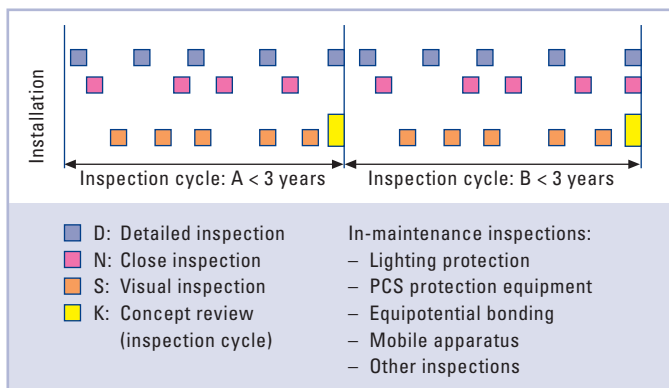 Installation
Inspection cycle: A < 3 years
Inspection cycle: B < 3 years
D: Detailed inspection
N: Close inspection
S: Visual inspection
K: Concept review
(inspection cycle)
In-maintenance inspections:
– Lighting protection
– PCS protection equipment
– Equipotential bonding
– Mobile apparatus
– Other inspections